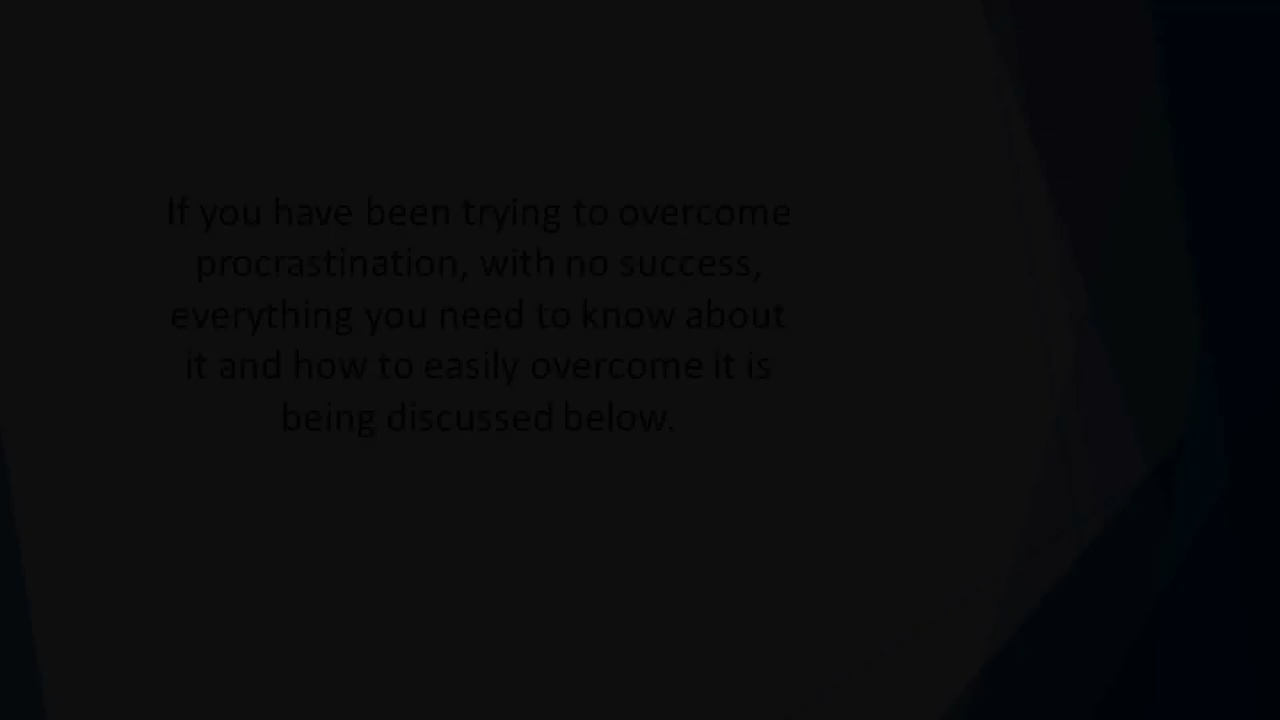 If you have been trying to overcome
procrastination, with no success,
everything you need to know about
it and how to easily overcome it is
being discussed below.